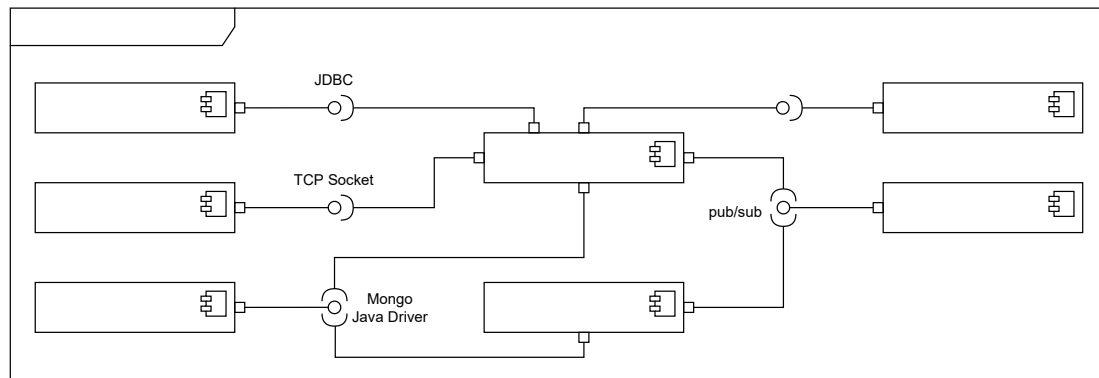 JDBC
TCP Socket
pub/sub
Mongo
Java Driver